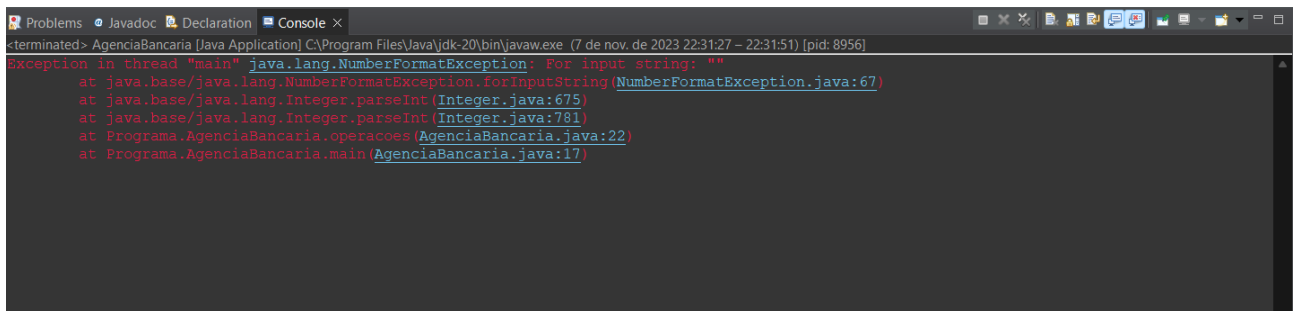 Problems Javadoc Declaration Console
<terminated> AgenciaBancaria [Java Application] C:\Program Files\Java\jdk-20\bin\javaw.exe (7 de nov. de 2023 22:31:27 – 22:31:51) [pid: 8956]
Exception in thread "main" java.lang.NumberFormatException: For input string: ""
at java.base/java.lang.NumberFormatException.forInputString(NumberFormatException.java:67)
at java.base/java.lang.Integer.parseInt(Integer.java:675)
at java.base/java.lang.Integer.parseInt(Integer.java:781)
at Programa.AgenciaBancaria.operacoes(AgenciaBancaria.java:22)
at Programa.AgenciaBancaria.main(AgenciaBancaria.java:17)